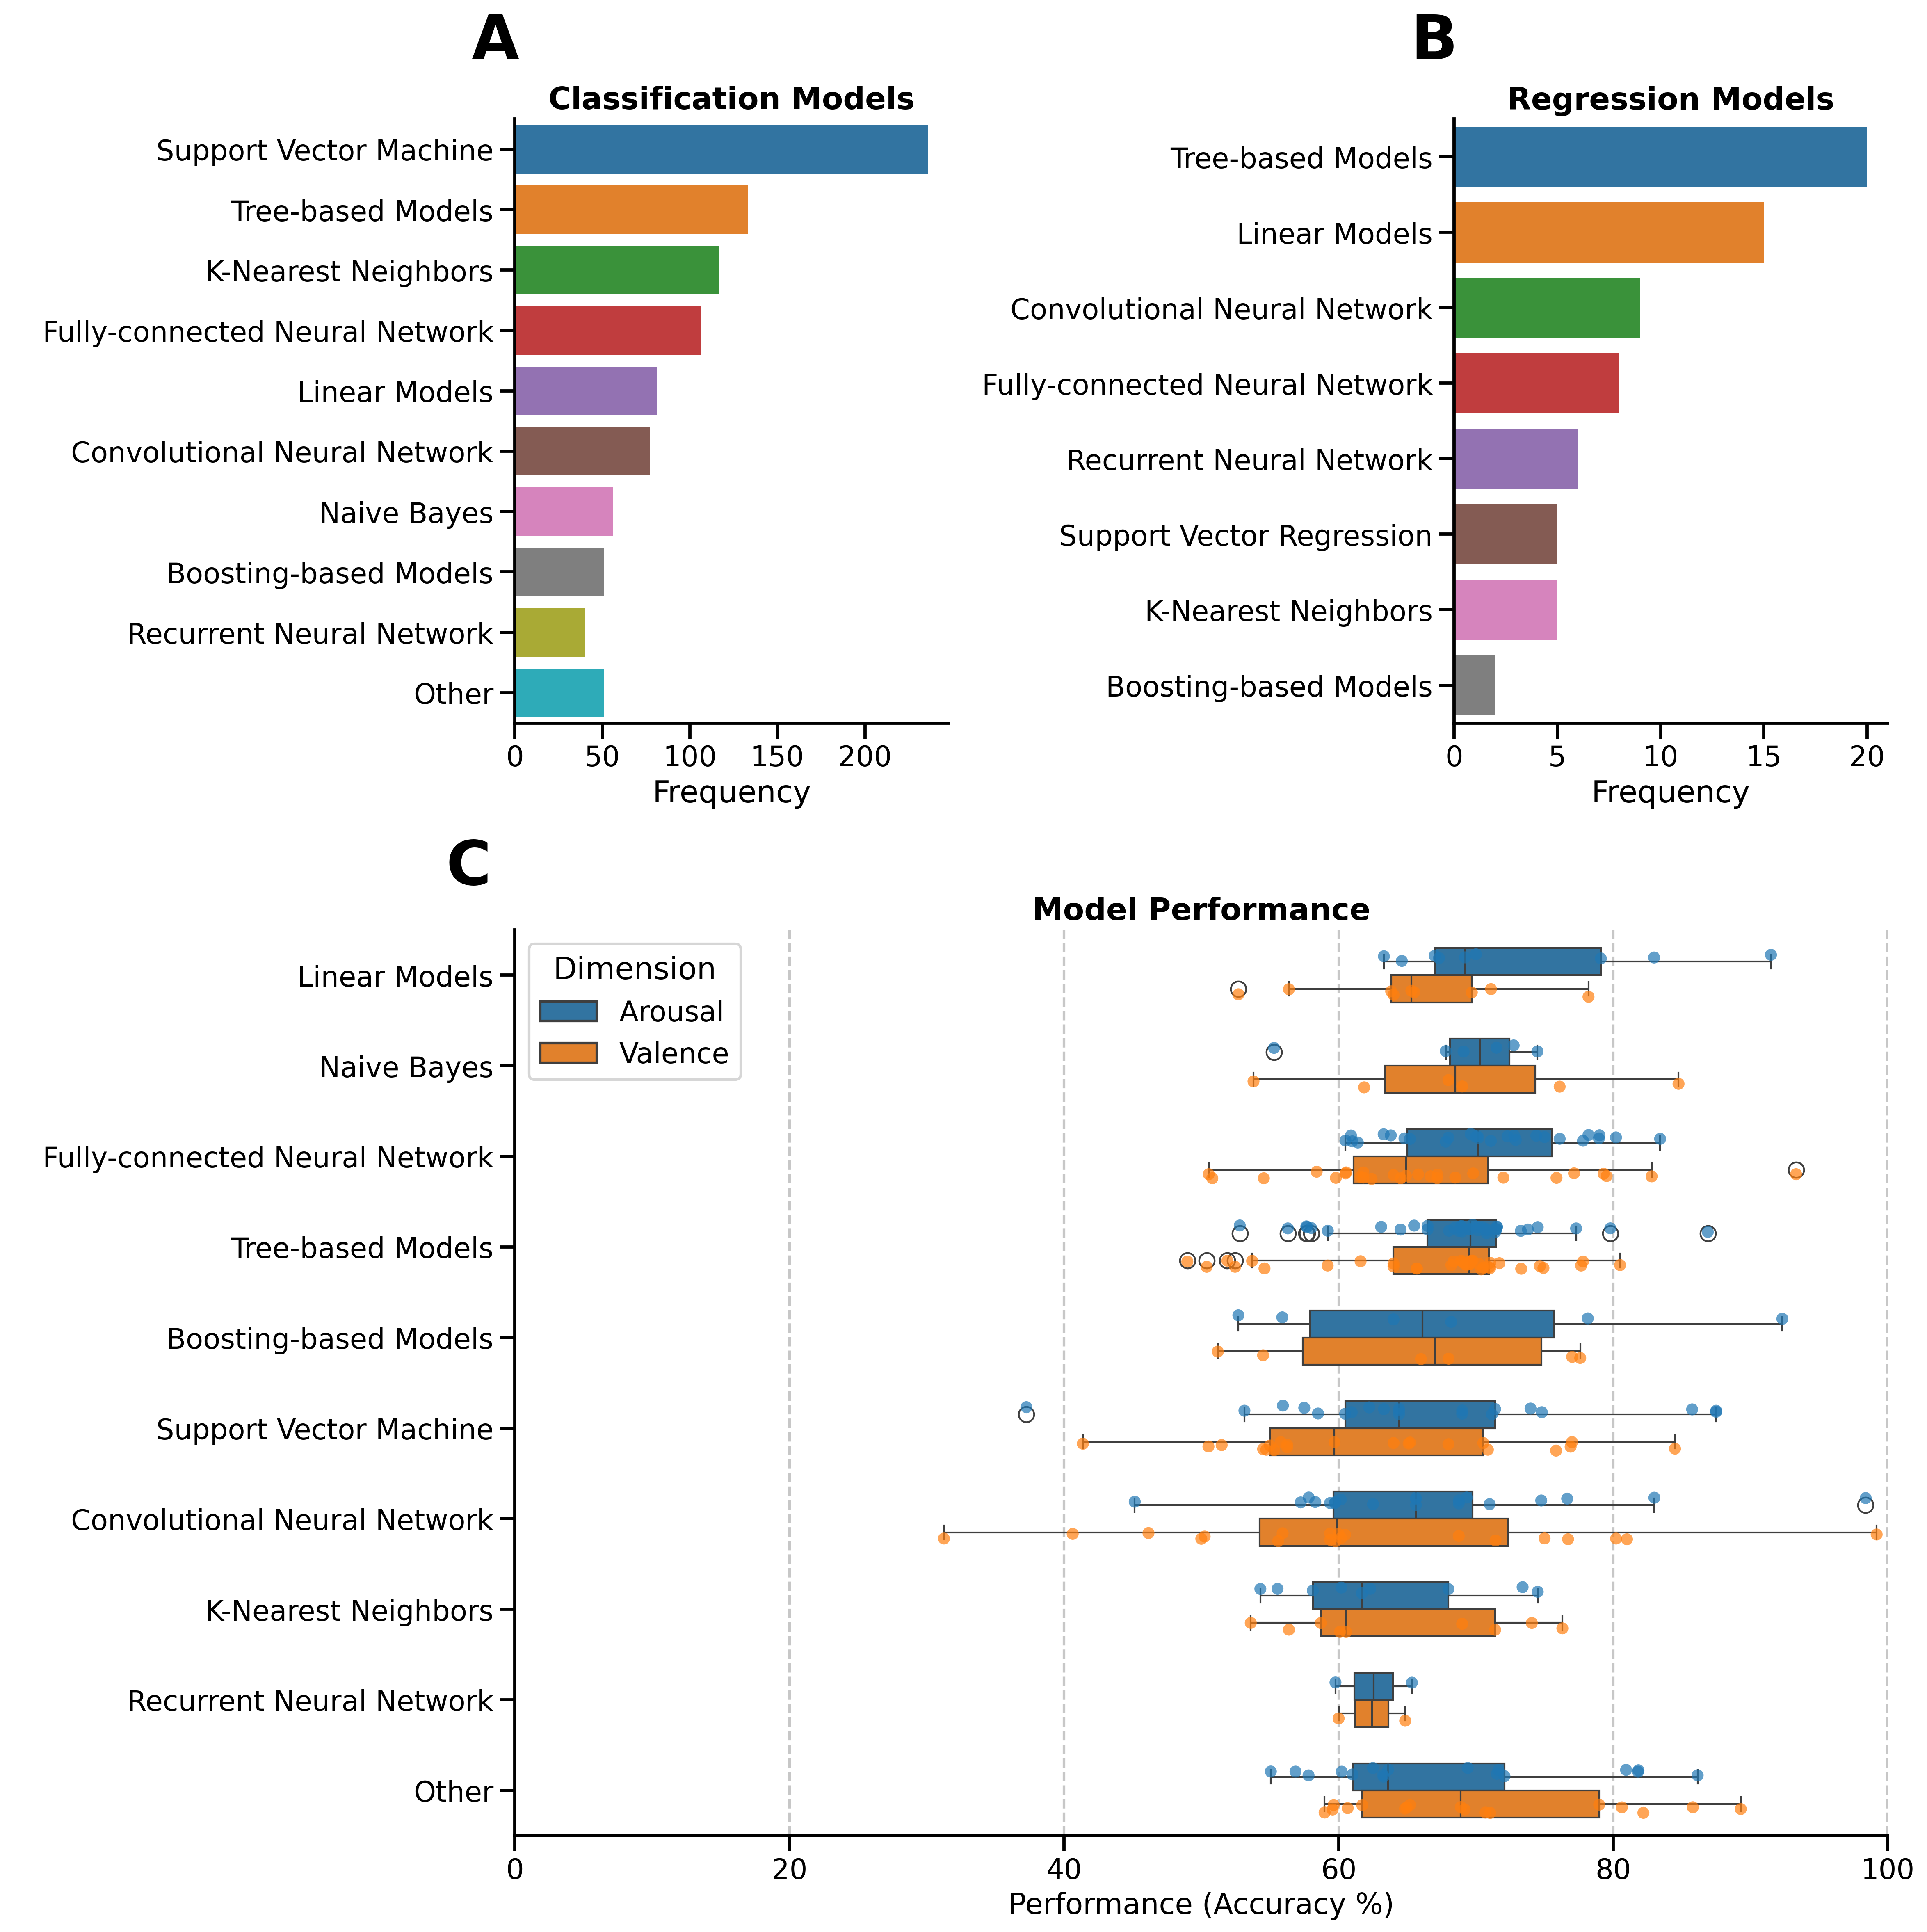 A
Classification Models
Support Vector Machine
Tree-based Models
K-Nearest Neighbors
Fully-connected Neural Network
Linear Models
Convolutional Neural Network
Naive Bayes
Boosting-based Models
Recurrent Neural Network
Other
0 50 100 150 200
Frequency
B
Regression Models
Tree-based Models
Linear Models
Convolutional Neural Network
Fully-connected Neural Network
Recurrent Neural Network
Support Vector Regression
K-Nearest Neighbors
Boosting-based Models
0 5 10 15 20
Frequency
C
Model Performance
Dimension
Arousal
Valence
Linear Models
Naive Bayes
Fully-connected Neural Network
Tree-based Models
Boosting-based Models
Support Vector Machine
Convolutional Neural Network
K-Nearest Neighbors
Recurrent Neural Network
Other
0 20 40 60 80 100
Performance (Accuracy %)